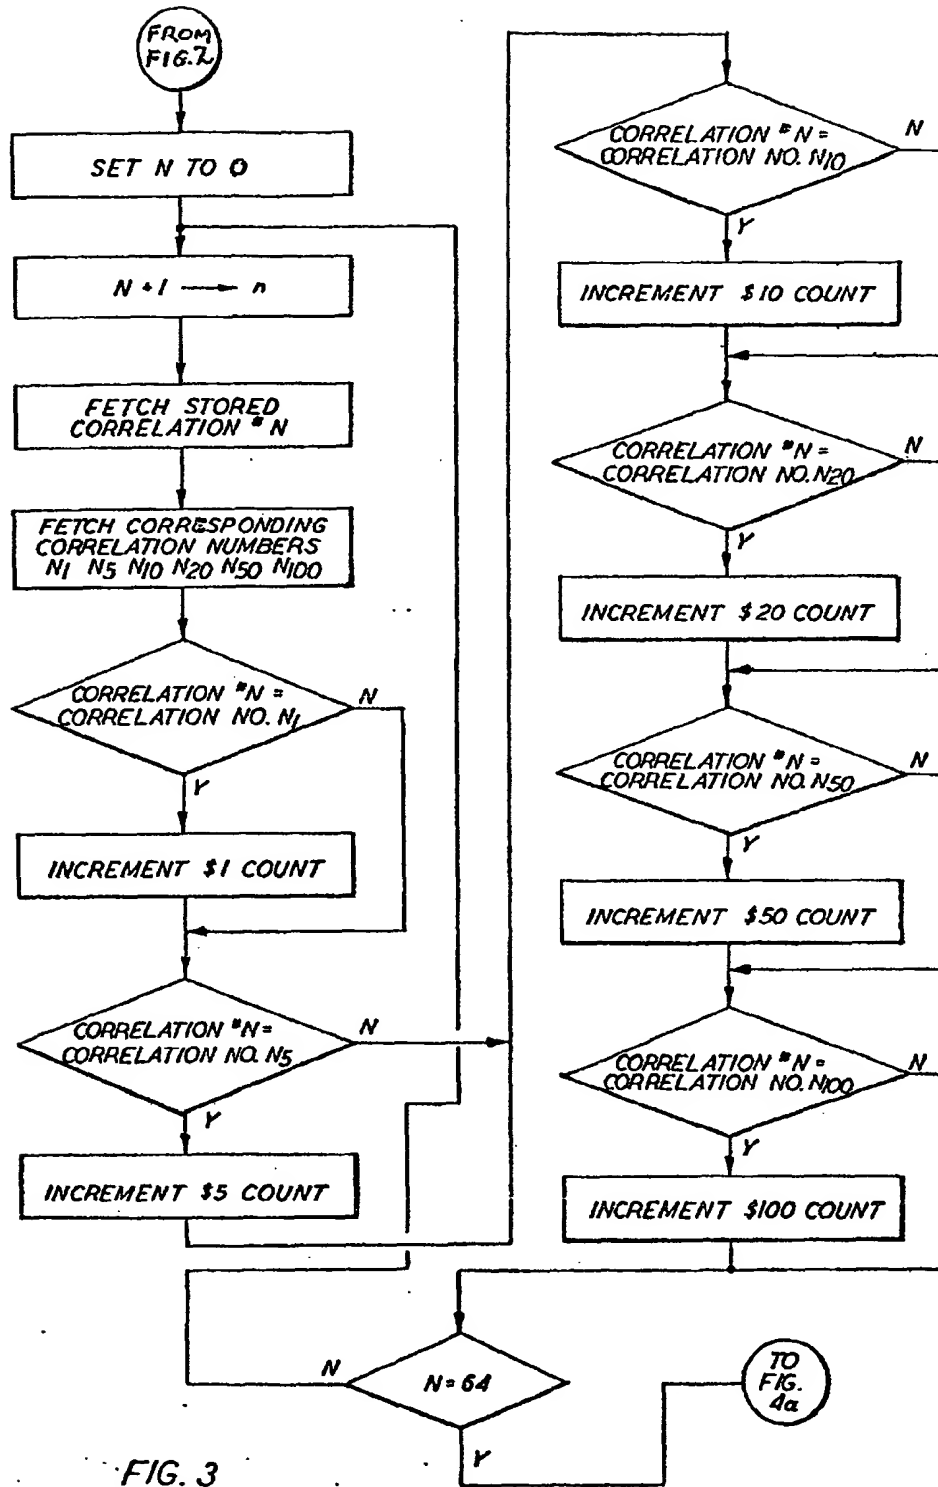 FROM
FIG.2
SET N TO 0
N + 1 → n
FETCH STORED
CORRELATION #N
FETCH CORRESPONDING
CORRELATION NUMBERS
N1 N5 N10 N20 N50 N100
CORRELATION #N =
CORRELATION NO. N1
N
Y
INCREMENT $1 COUNT
CORRELATION #N =
CORRELATION NO. N5
N
Y
INCREMENT $5 COUNT
CORRELATION #N =
CORRELATION NO. N10
N
Y
INCREMENT $10 COUNT
CORRELATION #N =
CORRELATION NO. N20
N
Y
INCREMENT $20 COUNT
CORRELATION #N =
CORRELATION NO. N50
N
Y
INCREMENT $50 COUNT
CORRELATION #N =
CORRELATION NO. N100
N
Y
INCREMENT $100 COUNT
N = 64
N
Y
TO
FIG.
4a
FIG. 3